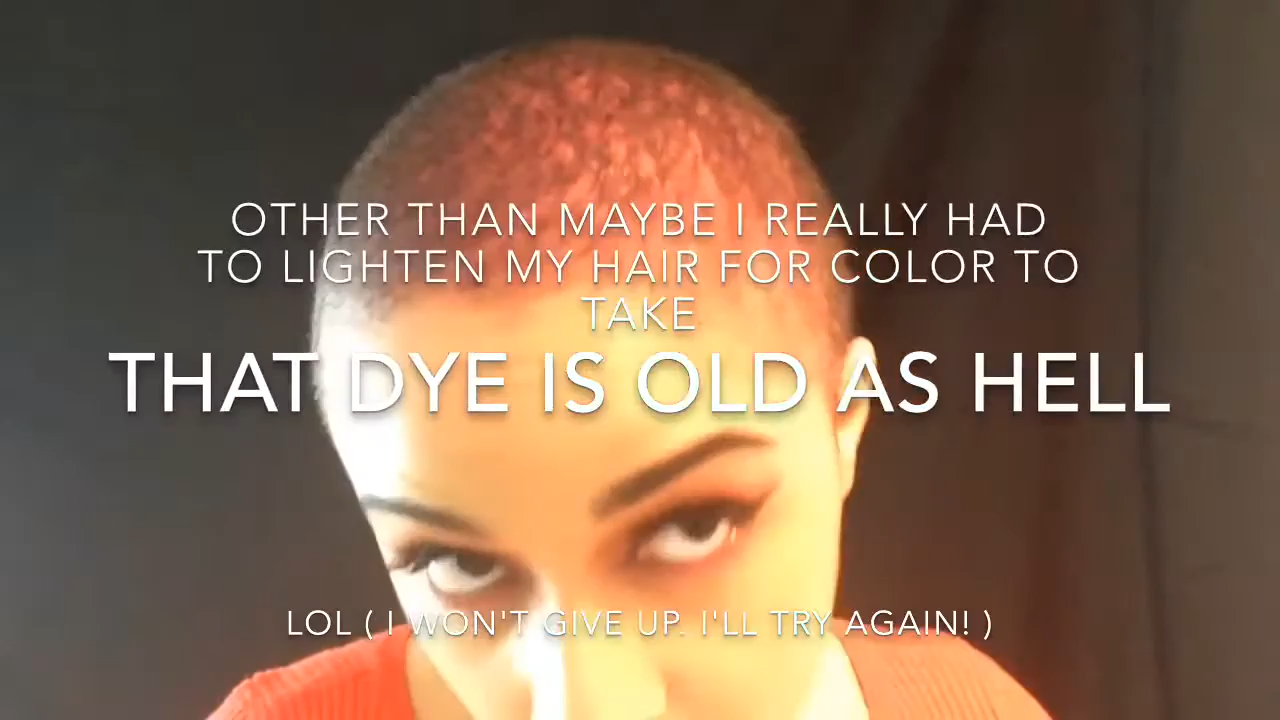 OTHER THAN MAYBE I REALLY HAD
TO LIGHTEN MY HAIR FOR COLOR TO
TAKE
THAT DYE IS OLD AS HELL
LOL ( I WON'T GIVE UP. I'LL TRY AGAIN! )